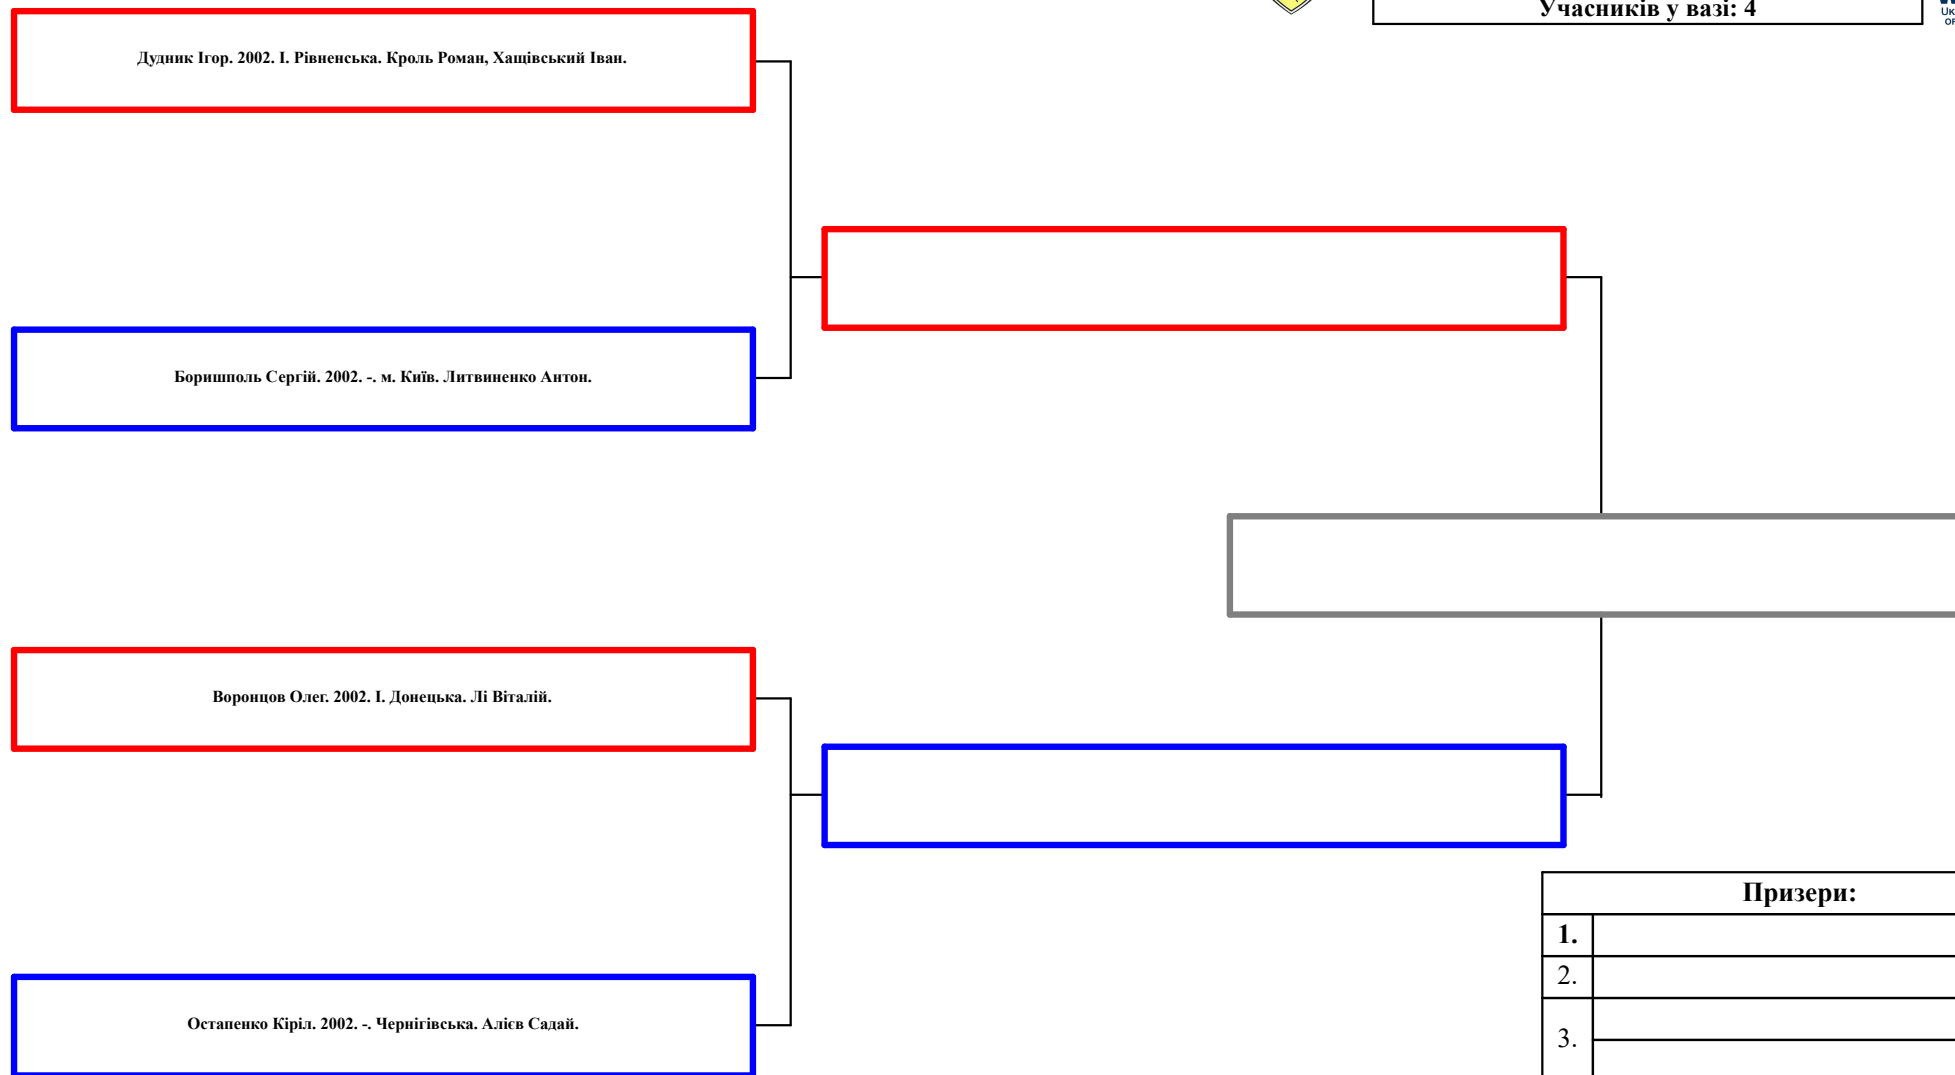 Учасників у вазі: 4
Дудник Ігор. 2002. I. Рівненська. Кроль Роман, Хащівський Іван.
Боришполь Сергій. 2002. -. м. Київ. Литвиненко Антон.
Воронцов Олег. 2002. I. Донецька. Лі Віталій.
Остапенко Кіріл. 2002. -. Чернігівська. Алієв Садай.
Призери:
1.
2.
3.